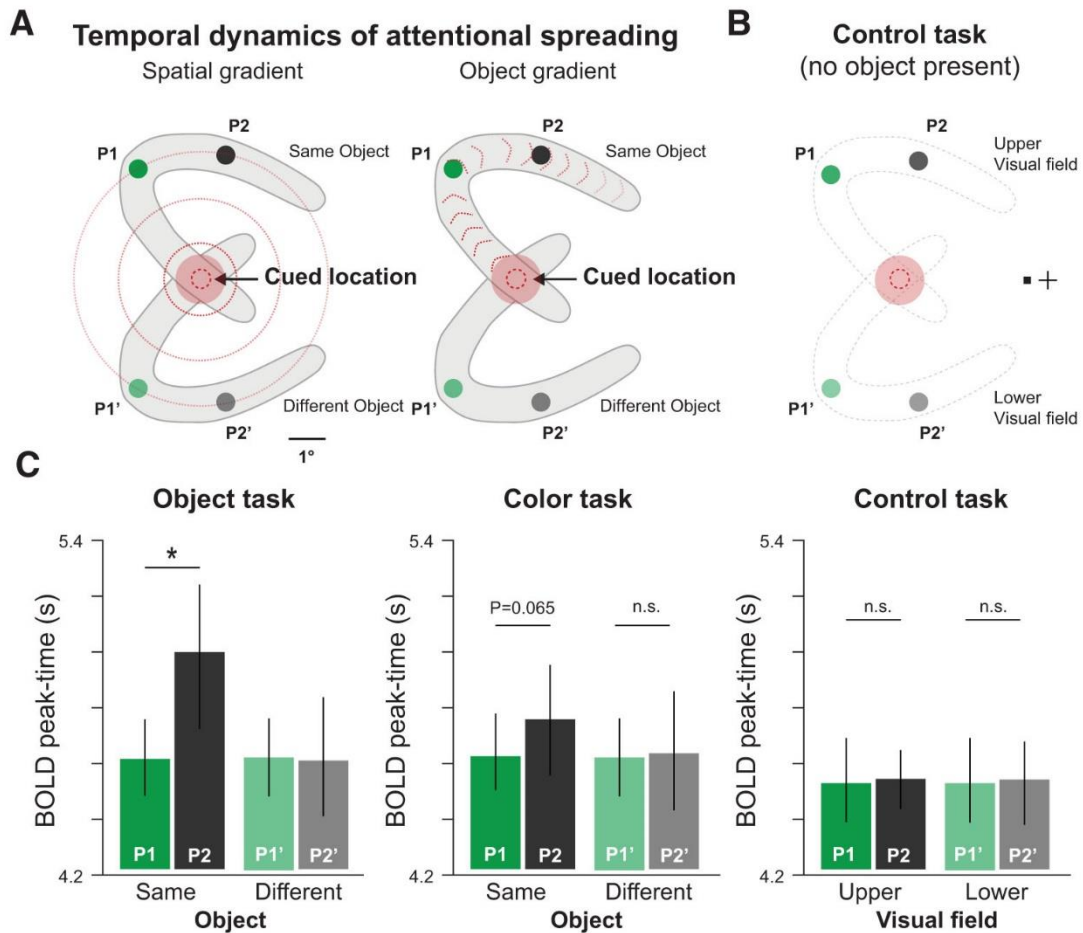 A
Temporal dynamics of attentional spreading
Spatial gradient
Object gradient
P1
P2
Same Object
Cued location
P1'
Different Object
P2'
1°
P1
P2
Same Object
Cued location
P1'
Different Object
P2'
B
Control task
(no object present)
P1
P2
Upper
Visual field
P1'
Lower
Visual field
P2'
C
Object task
BOLD peak-time (s)
5.4
4.2
*
P1
P2
P1'
P2'
Same
Different
Object
Color task
BOLD peak-time (s)
5.4
4.2
P=0.065
n.s.
P1
P2
P1'
P2'
Same
Different
Object
Control task
BOLD peak-time (s)
5.4
4.2
n.s.
n.s.
P1
P2
P1'
P2'
Upper
Lower
Visual field